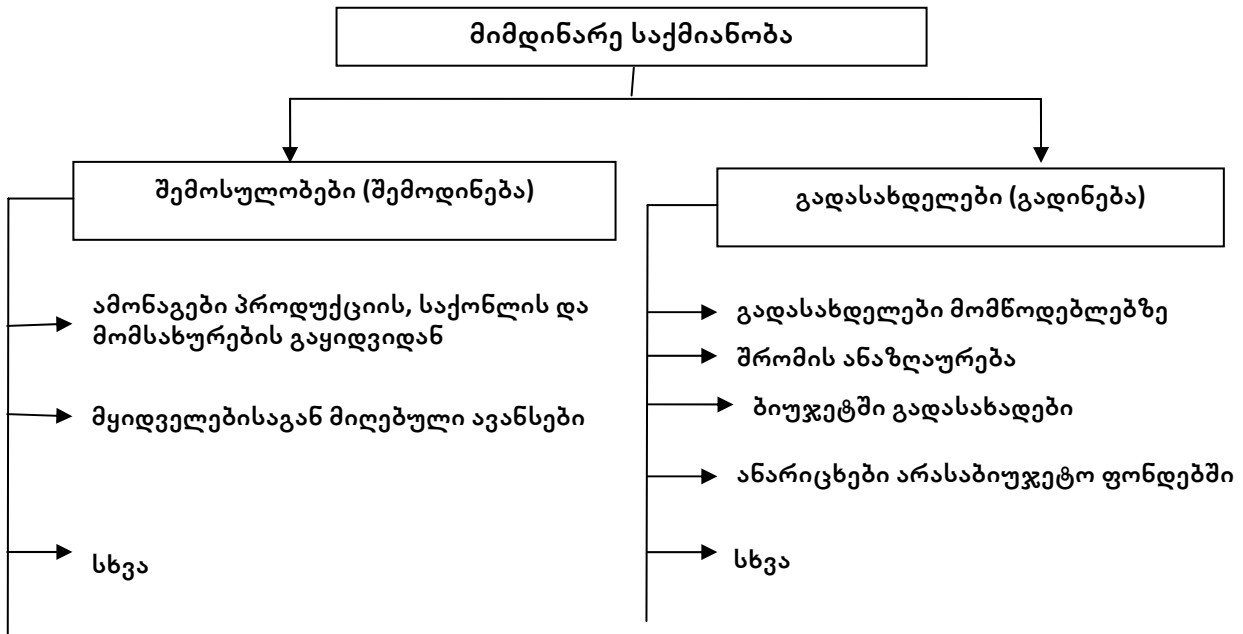 მიმდინარე საქმიანობა
შემოსულობები (შემოდინება)
ამონაგები პროდუქციის, საქონლის და
მომსახურების გაყიდვიდან
მყიდველებისაგან მიღებული ავანსები
სხვა
გადასახდელები (გადინება)
გადასახდელები მომწოდებლებზე
შრომის ანაზღაურება
ბიუჯეტში გადასახადები
ანარიცხები არასაბიუჯეტო ფონდებში
სხვა